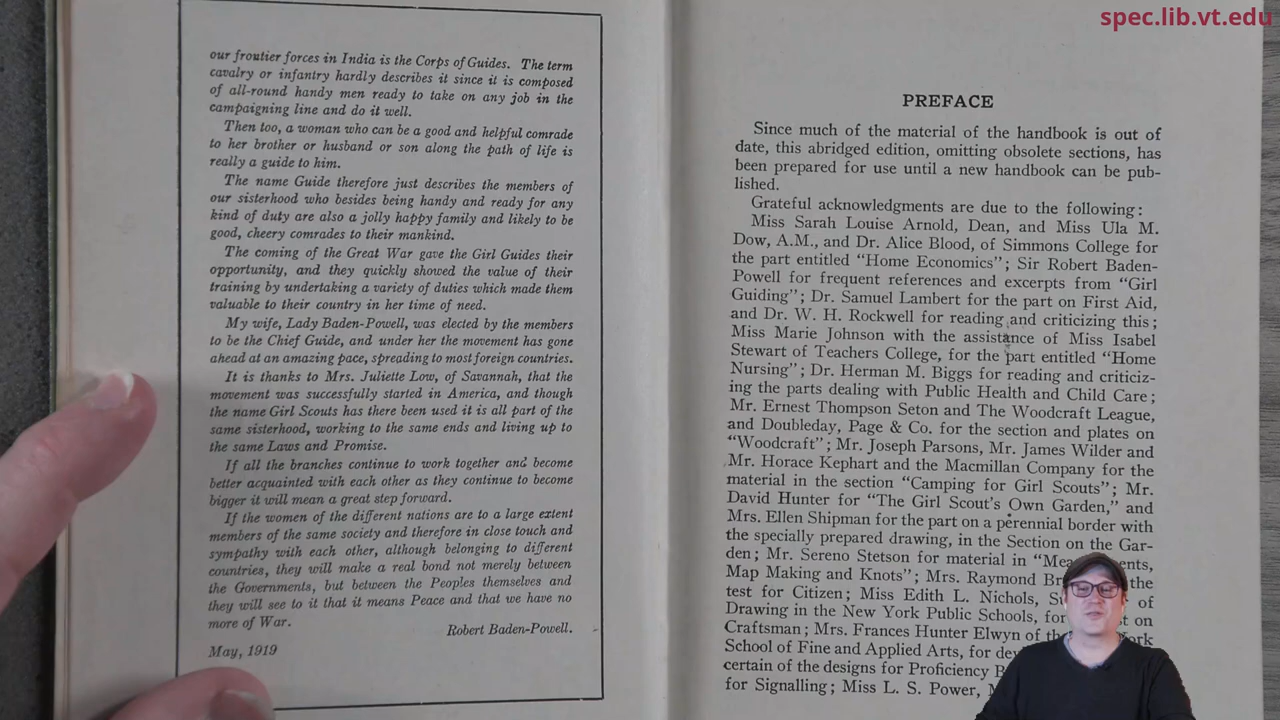 spec.lib.vt.edu
our frontier forces in India is the Corps of Guides. The term
cavalry or infantry hardly describes it since it is composed
of all-round handy men ready to take on any job in the
campaigning line and do it well.
Then too, a woman who can be a good and helpful comrade
to her brother or husband or son along the path of life is
really a guide to him.
The name Guide therefore just describes the members of
our sisterhood who besides being handy and ready for any
kind of duty are also a jolly happy family and likely to be
good, cheery comrades to their mankind.
The coming of the Great War gave the Girl Guides their
opportunity, and they quickly showed the value of their
training by undertaking a variety of duties which made them
valuable to their country in her time of need.
My wife, Lady Baden-Powell, was elected by the members
to be the Chief Guide, and under her the movement has gone
ahead at an amazing pace, spreading to most foreign countries.
It is thanks to Mrs. Juliette Low, of Savannah, that the
movement was successfully started in America, and though
the name Girl Scouts has there been used it is all part of the
same sisterhood, working to the same ends and living up to
the same Laws and Promise.
If all the branches continue to work together and become
better acquainted with each other as they continue to become
bigger it will mean a great step forward.
If the women of the different nations are to a large extent
members of the same society and therefore in close touch and
sympathy with each other, although belonging to different
countries, they will make a real bond not merely between
the Governments, but between the Peoples themselves and
they will see to it that it means Peace and that we have no
more of War.
Robert Baden-Powell.
May, 1919
PREFACE
Since much of the material of the handbook is out of
date, this abridged edition, omitting obsolete sections, has
been prepared for use until a new handbook can be pub-
lished.
Grateful acknowledgments are due to the following:
Miss Sarah Louise Arnold, Dean, and Miss Ula M.
Dow, A.M., and Dr. Alice Blood, of Simmons College for
the part entitled "Home Economics"; Sir Robert Baden-
Powell for frequent references and excerpts from "Girl
Guiding"; Dr. Samuel Lambert for the part on First Aid,
and Dr. W. H. Rockwell for reading and criticizing this;
Miss Marie Johnson with the assistance of Miss Isabel
Stewart of Teachers College, for the part entitled "Home
Nursing"; Dr. Herman M. Biggs for reading and criticiz-
ing the parts dealing with Public Health and Child Care;
Mr. Ernest Thompson Seton and The Woodcraft League,
and Doubleday, Page & Co. for the section and plates on
"Woodcraft"; Mr. Joseph Parsons, Mr. James Wilder and
Mr. Horace Kephart and the Macmillan Company for the
material in the section "Camping for Girl Scouts"; Mr.
David Hunter for "The Girl Scout's Own Garden," and
Mrs. Ellen Shipman for the part on a perennial border with
the specially prepared drawing, in the Section on the Gar-
den; Mr. Sereno Stetson for material in "Mea ents,
Map Making and Knots"; Mrs. Raymond Br the
test for Citizen; Miss Edith L. Nichols, of
Drawing in the New York Public Schools, for on
Craftsman; Mrs. Frances Hunter Elwyn of th
School of Fine and Applied Arts, for
certain of the designs for Proficiency
for Signalling; Miss L. S. Power,